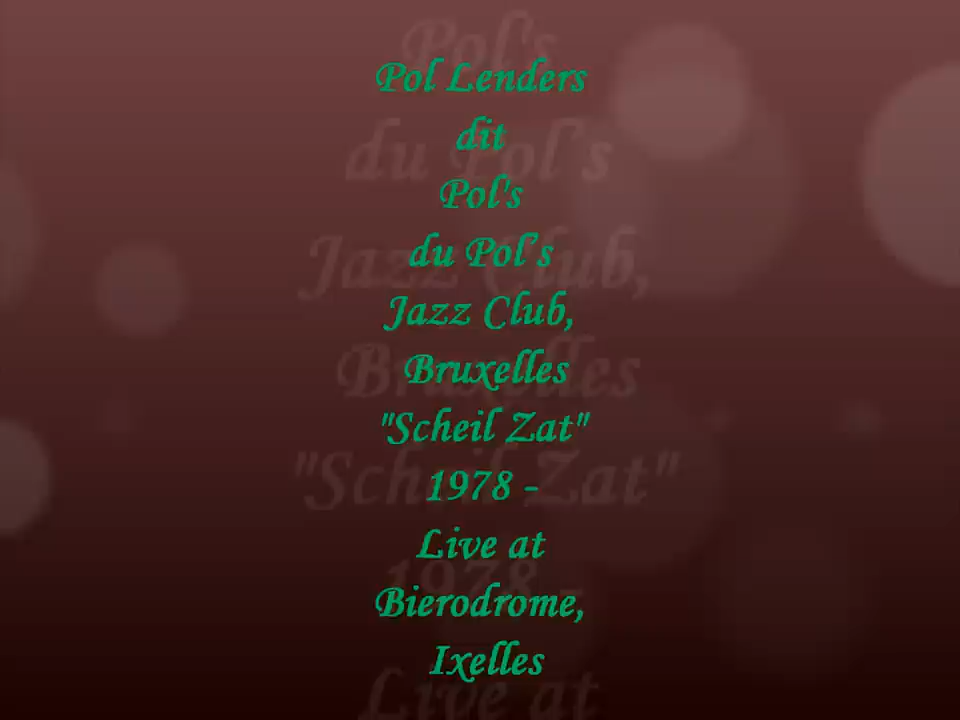 Pol Lenders
dit
Pol's
du Pol's
Jazz Club,
Bruxelles
"Scheil Zat"
1978 -
Live at
Bierodrome,
Ixelles